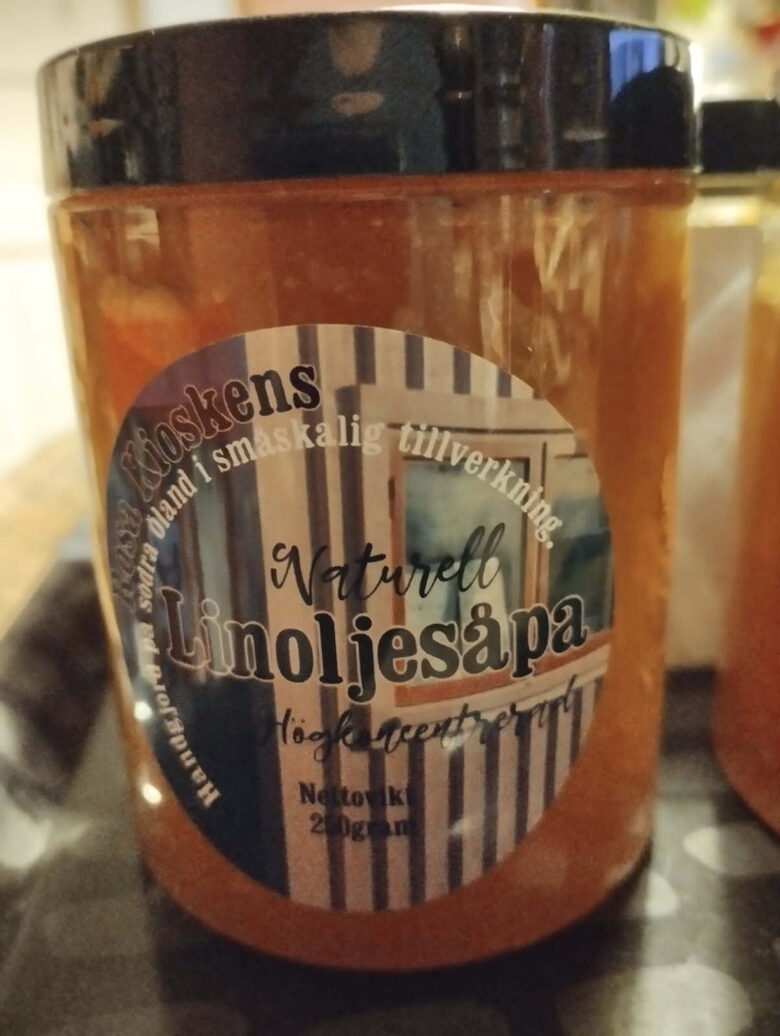 Rosa Kioskens
Handgjord på södra öland i småskalig tillverkning.
Naturell
Linoljesåpa
Högkoncentrerad
Nettovikt
250gram